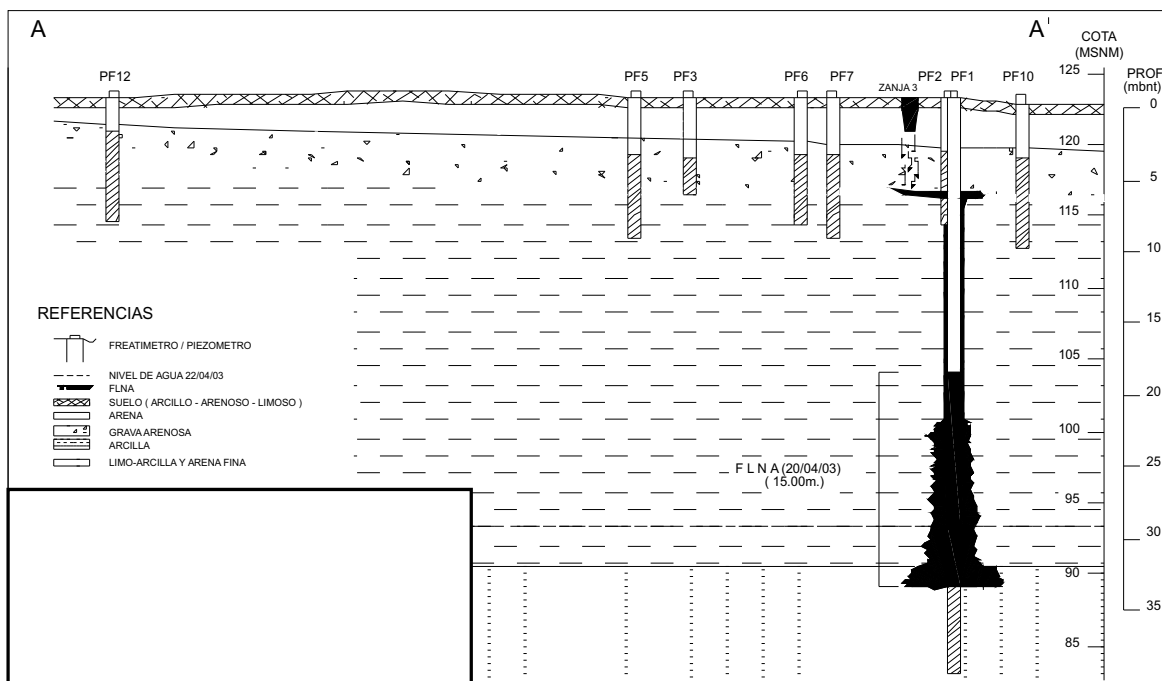 A
A'
COTA
(MSNM)
PROF
(mbnt)
PF12
PF5
PF3
PF6
PF7
ZANJA 3
PF2
PF1
PF10
125
120
115
110
105
100
95
90
85
0
5
10
15
20
25
30
35
REFERENCIAS
FREATIMETRO / PIEZOMETRO
NIVEL DE AGUA 22/04/03
FLNA
SUELO ( ARCILLO - ARENOSO - LIMOSO )
ARENA
GRAVA ARENOSA
ARCILLA
LIMO-ARCILLA Y ARENA FINA
F L N A (20/04/03)
( 15.00m.)